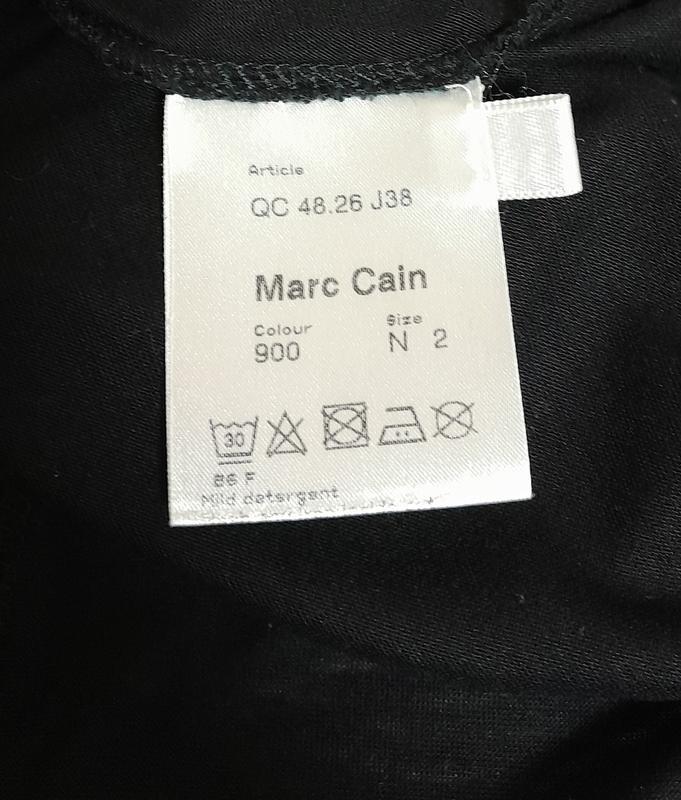 Article
QC 48.26 J38
Marc Cain
Colour Size
900 N 2
30
86 F
Mild detergent